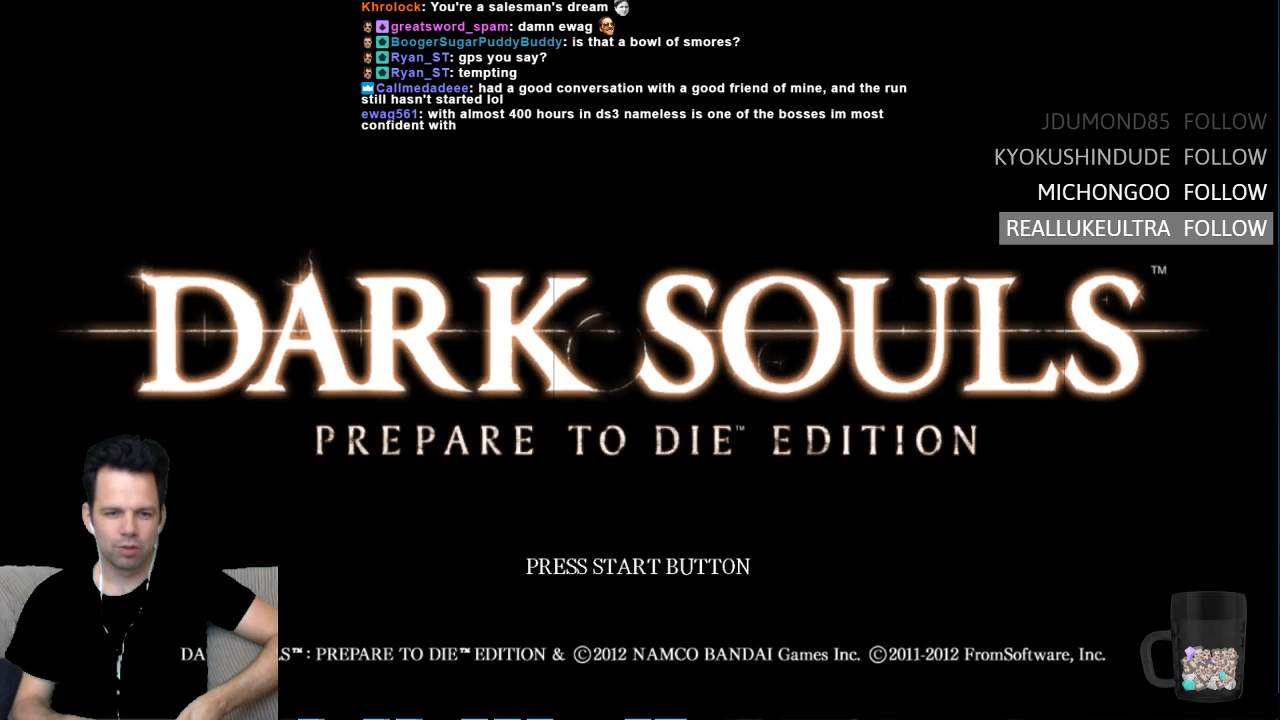 Khrolock: You're a salesman's dream
greatsword_spam: damn ewag
BoogerSugarPuddyBuddy: is that a bowl of smores?
Ryan_ST: gps you say?
Ryan_ST: tempting
Callmedadeee: had a good conversation with a good friend of mine, and the run
still hasn't started lol
ewag561: with almost 400 hours in ds3 nameless is one of the bosses im most
confident with
JDUMOND85 FOLLOW
KYOKUSHINDUDE FOLLOW
MICHONGOO FOLLOW
REALLUKEULTRA FOLLOW
DARK SOULS™
PREPARE TO DIE™ EDITION
PRESS START BUTTON
DA S™: PREPARE TO DIE™ EDITION & ©2012 NAMCO BANDAI Games Inc. ©2011-2012 FromSoftware, Inc.